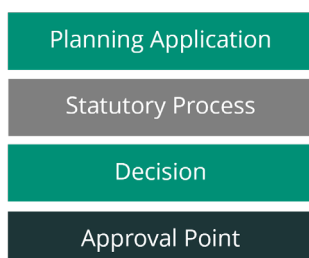 Planning Application
Statutory Process
Decision
Approval Point